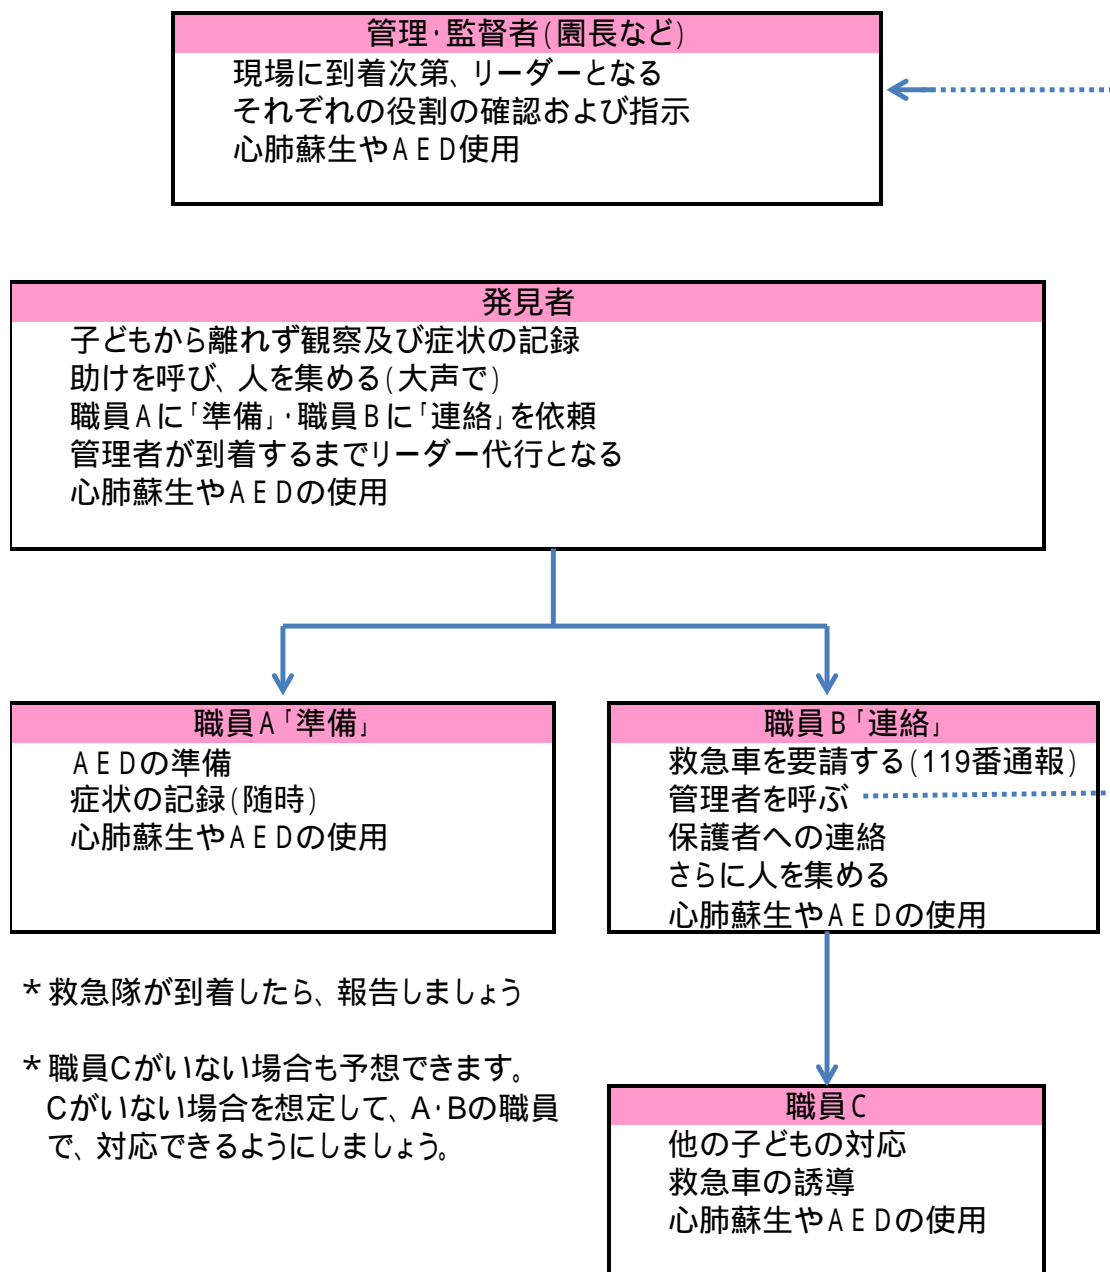 管理・監督者(園長など)
現場に到着次第、リーダーとなる
それぞれの役割の確認および指示
心肺蘇生やAED使用
発見者
子どもから離れず観察及び症状の記録
助けを呼び、人を集める(大声で)
職員Aに「準備」・職員Bに「連絡」を依頼
管理者が到着するまでリーダー代行となる
心肺蘇生やAEDの使用
職員A「準備」
AEDの準備
症状の記録(随時)
心肺蘇生やAEDの使用
職員B「連絡」
救急車を要請する(119番通報)
管理者を呼ぶ
保護者への連絡
さらに人を集める
心肺蘇生やAEDの使用
*救急隊が到着したら、報告しましょう
*職員Cがいない場合も予想できます。
Cがいない場合を想定して、A・Bの職員
で、対応できるようにしましょう。
職員C
他の子どもの対応
救急車の誘導
心肺蘇生やAEDの使用